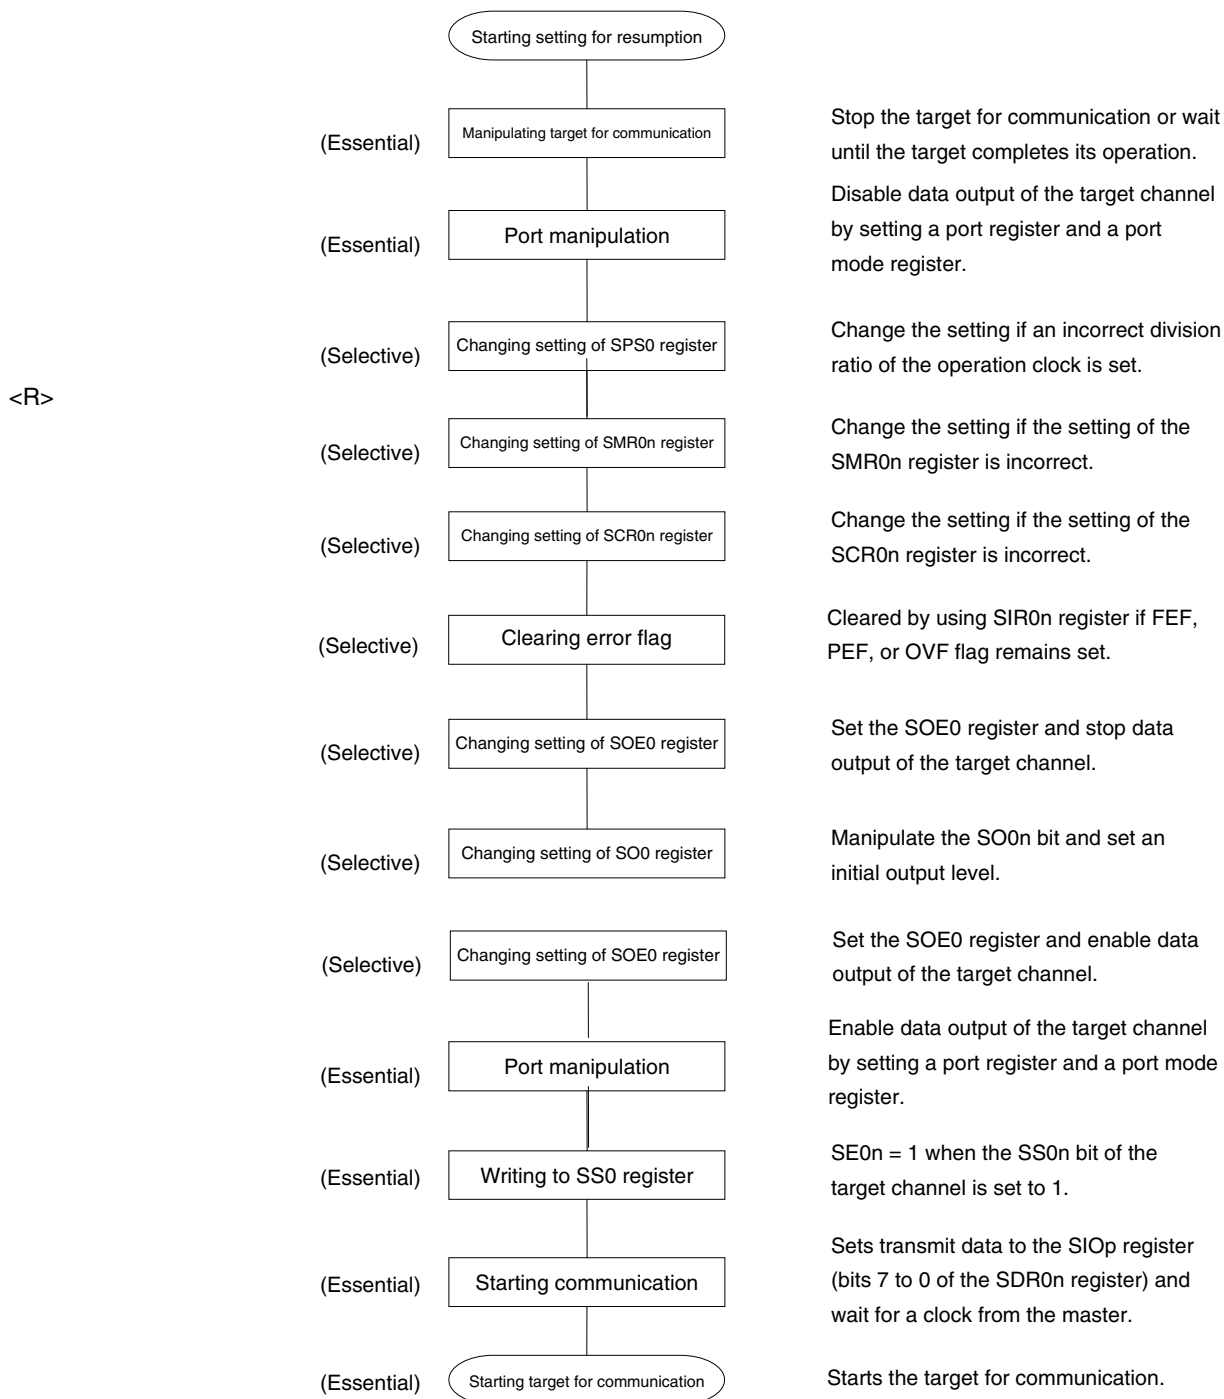 Starting setting for resumption
(Essential)
Manipulating target for communication
Stop the target for communication or wait
until the target completes its operation.
(Essential)
Port manipulation
Disable data output of the target channel
by setting a port register and a port
mode register.
(Selective)
Changing setting of SPS0 register
Change the setting if an incorrect division
ratio of the operation clock is set.
<R>
(Selective)
Changing setting of SMR0n register
Change the setting if the setting of the
SMR0n register is incorrect.
(Selective)
Changing setting of SCR0n register
Change the setting if the setting of the
SCR0n register is incorrect.
(Selective)
Clearing error flag
Cleared by using SIR0n register if FEF,
PEF, or OVF flag remains set.
(Selective)
Changing setting of SOE0 register
Set the SOE0 register and stop data
output of the target channel.
(Selective)
Changing setting of SO0 register
Manipulate the SO0n bit and set an
initial output level.
(Selective)
Changing setting of SOE0 register
Set the SOE0 register and enable data
output of the target channel.
(Essential)
Port manipulation
Enable data output of the target channel
by setting a port register and a port mode
register.
(Essential)
Writing to SS0 register
SE0n = 1 when the SS0n bit of the
target channel is set to 1.
(Essential)
Starting communication
Sets transmit data to the SIOp register
(bits 7 to 0 of the SDR0n register) and
wait for a clock from the master.
(Essential)
Starting target for communication
Starts the target for communication.